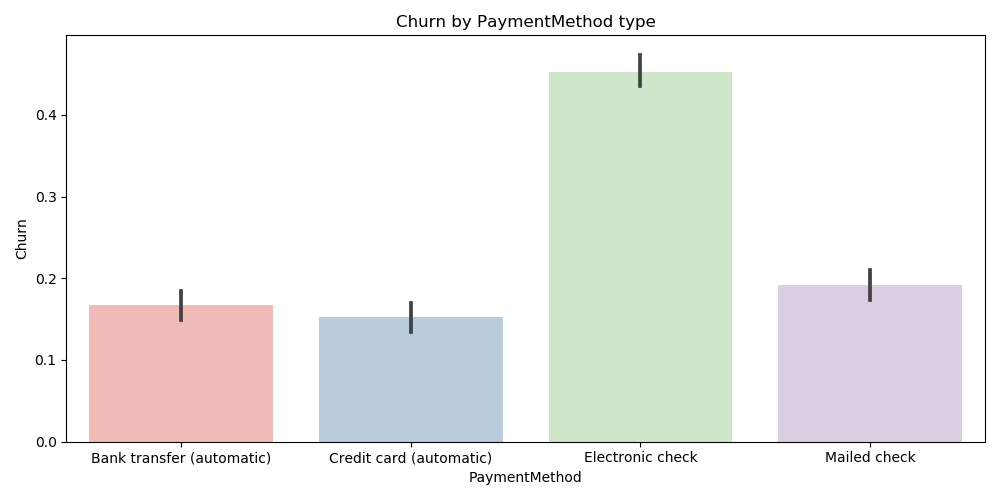 Churn by PaymentMethod type
Churn
0.4
0.3
0.2
0.1
0.0
Bank transfer (automatic)
Credit card (automatic)
Electronic check
Mailed check
PaymentMethod